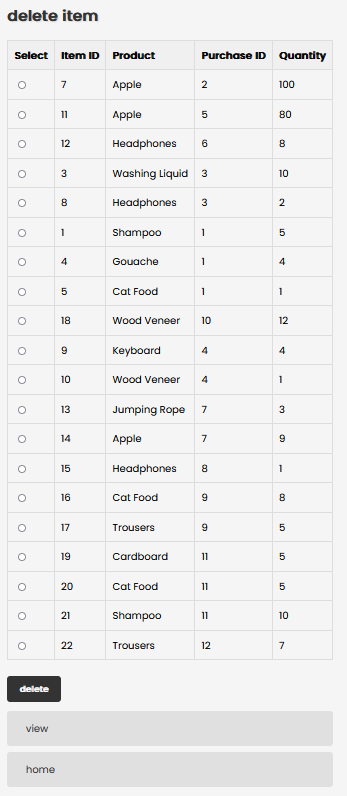 delete item
Select Item ID Product Purchase ID Quantity
7 Apple 2 100
11 Apple 5 80
12 Headphones 6 8
3 Washing Liquid 3 10
8 Headphones 3 2
1 Shampoo 1 5
4 Gouache 1 4
5 Cat Food 1 1
18 Wood Veneer 10 12
9 Keyboard 4 4
10 Wood Veneer 4 1
13 Jumping Rope 7 3
14 Apple 7 9
15 Headphones 8 1
16 Cat Food 9 8
17 Trousers 9 5
19 Cardboard 11 5
20 Cat Food 11 5
21 Shampoo 11 10
22 Trousers 12 7
delete
view
home